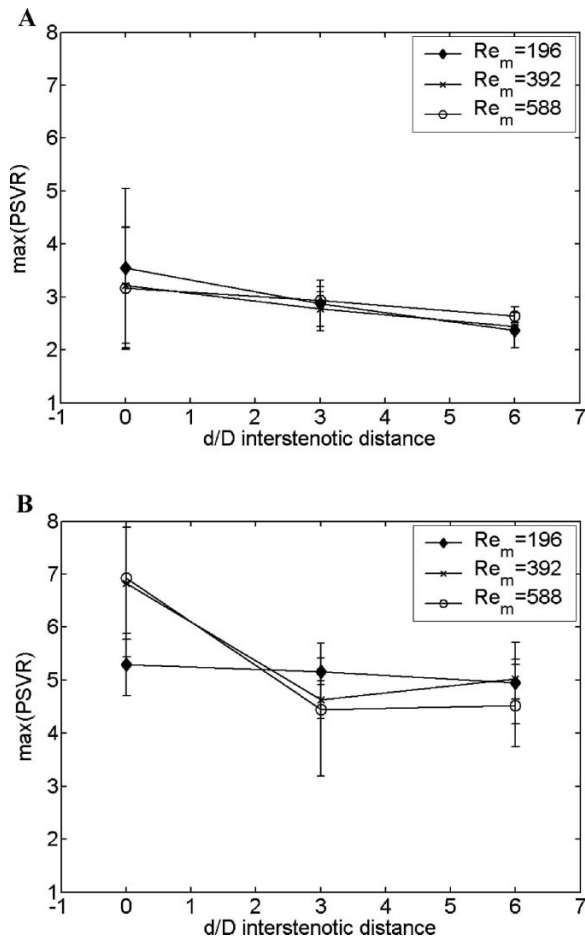 A
8
7
6
5
4
3
2
1
max(PSVR)
Re_m=196
Re_m=392
Re_m=588
-1 0 1 2 3 4 5 6 7
d/D interstenotic distance
B
8
7
6
5
4
3
2
1
max(PSVR)
Re_m=196
Re_m=392
Re_m=588
-1 0 1 2 3 4 5 6 7
d/D interstenotic distance